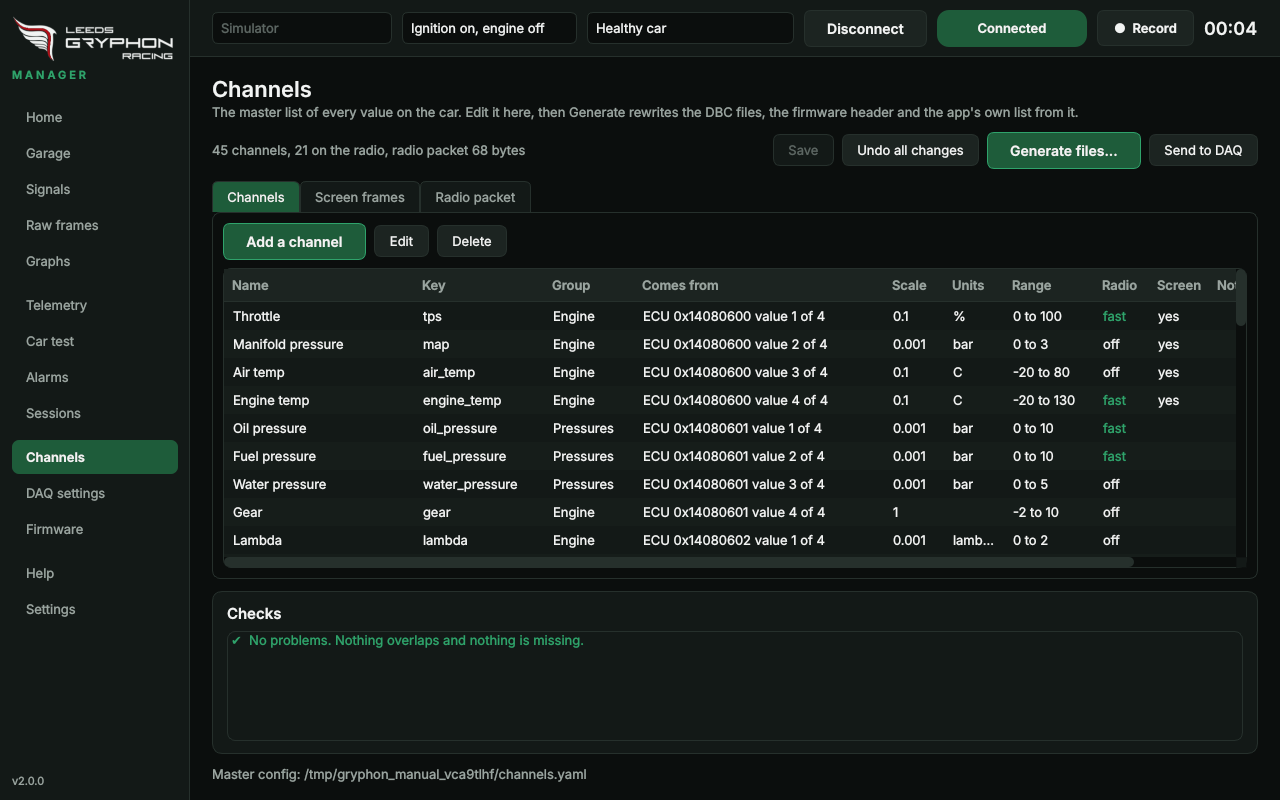 LEEDS
GRYPHON
RACING
MANAGER
Home
Garage
Signals
Raw frames
Graphs
Telemetry
Car test
Alarms
Sessions
Channels
DAQ settings
Firmware
Help
Settings
v2.0.0
Simulator
Ignition on, engine off
Healthy car
Disconnect
Connected
Record
00:04
Channels
The master list of every value on the car. Edit it here, then Generate rewrites the DBC files, the firmware header and the app's own list from it.
45 channels, 21 on the radio, radio packet 68 bytes
Save
Undo all changes
Generate files...
Send to DAQ
Channels
Screen frames
Radio packet
Add a channel
Edit
Delete
Name Key Group Comes from Scale Units Range Radio Screen Not
Throttle tps Engine ECU 0x14080600 value 1 of 4 0.1 % 0 to 100 fast yes
Manifold pressure map Engine ECU 0x14080600 value 2 of 4 0.001 bar 0 to 3 off yes
Air temp air_temp Engine ECU 0x14080600 value 3 of 4 0.1 C -20 to 80 off yes
Engine temp engine_temp Engine ECU 0x14080600 value 4 of 4 0.1 C -20 to 130 fast yes
Oil pressure oil_pressure Pressures ECU 0x14080601 value 1 of 4 0.001 bar 0 to 10 fast
Fuel pressure fuel_pressure Pressures ECU 0x14080601 value 2 of 4 0.001 bar 0 to 10 fast
Water pressure water_pressure Pressures ECU 0x14080601 value 3 of 4 0.001 bar 0 to 5 off
Gear gear Engine ECU 0x14080601 value 4 of 4 1 -2 to 10 off
Lambda lambda Engine ECU 0x14080602 value 1 of 4 0.001 lamb... 0 to 2 off
Checks
✔ No problems. Nothing overlaps and nothing is missing.
Master config: /tmp/gryphon_manual_vca9tlhf/channels.yaml